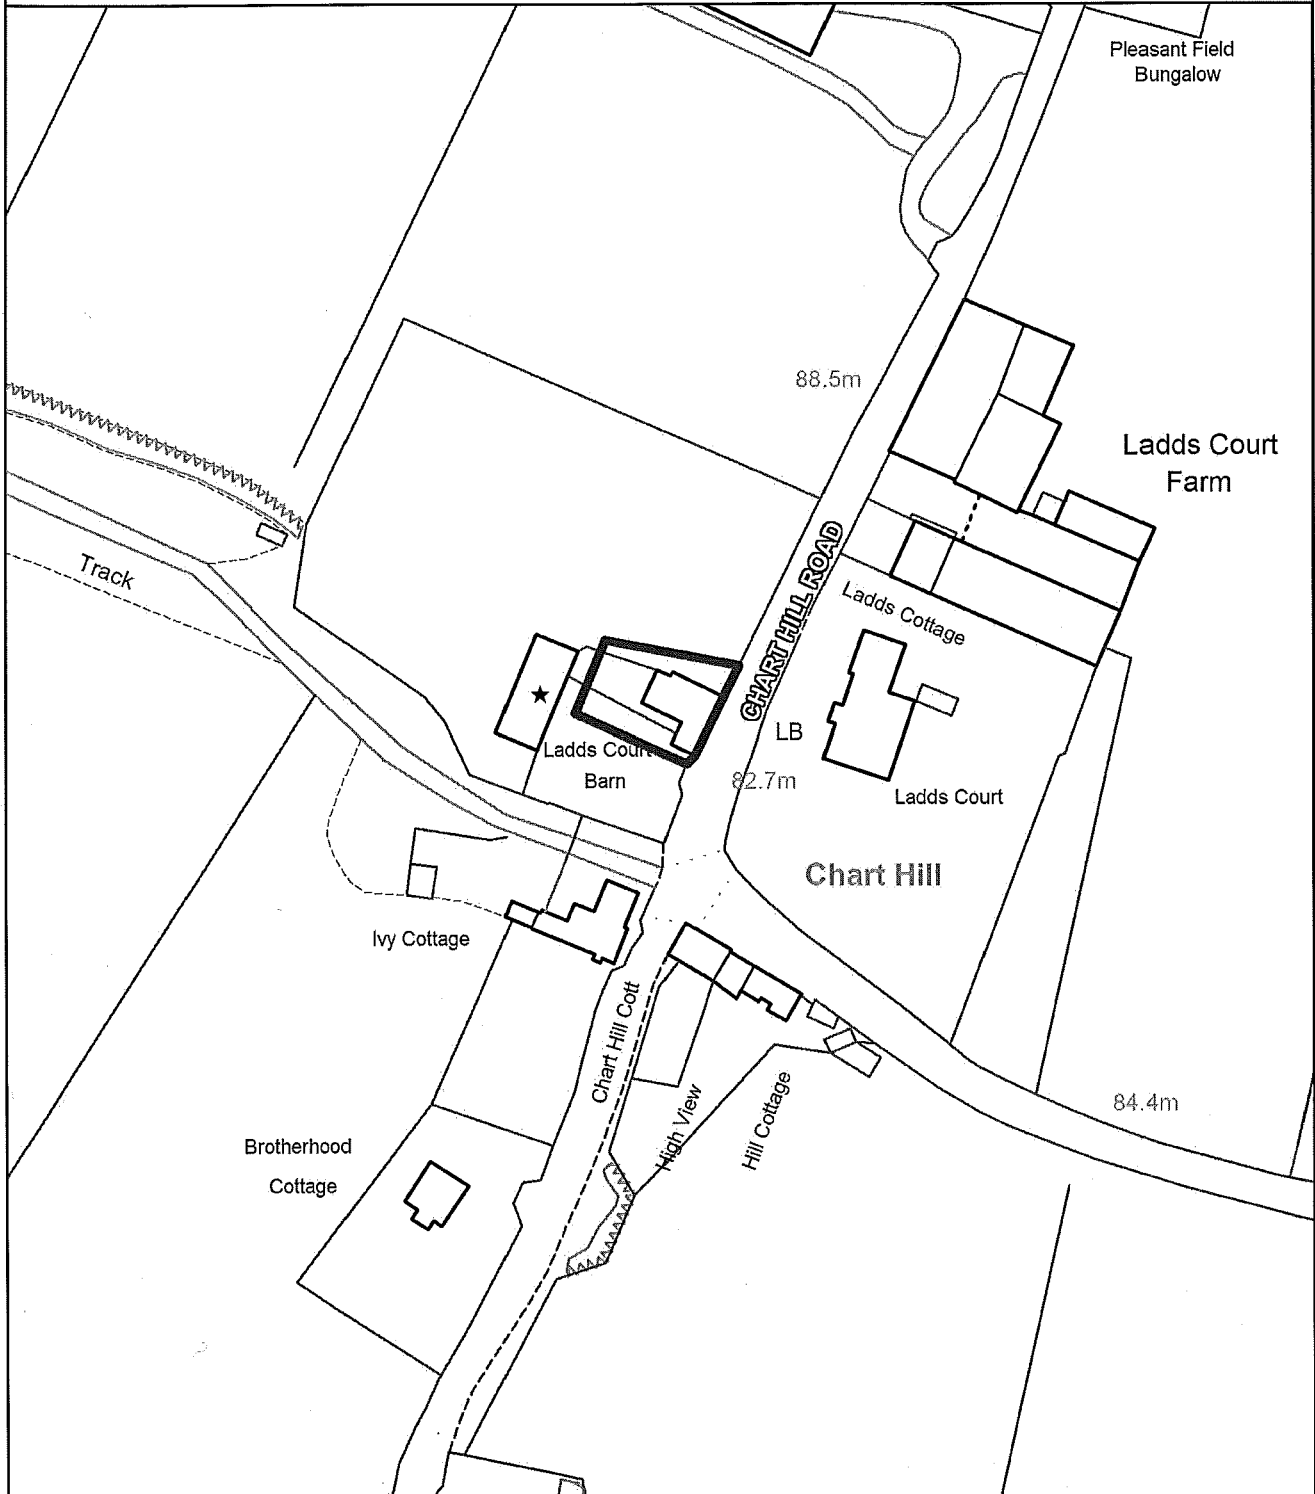 Pleasant Field
Bungalow
88.5m
Ladds Court
Farm
CHART HILL ROAD
Track
Ladds Cottage
LB
Ladds Court
Barn
82.7m
Ladds Court
Chart Hill
Ivy Cottage
Chart Hill Cott
High View
Hill Cottage
84.4m
Brotherhood
Cottage